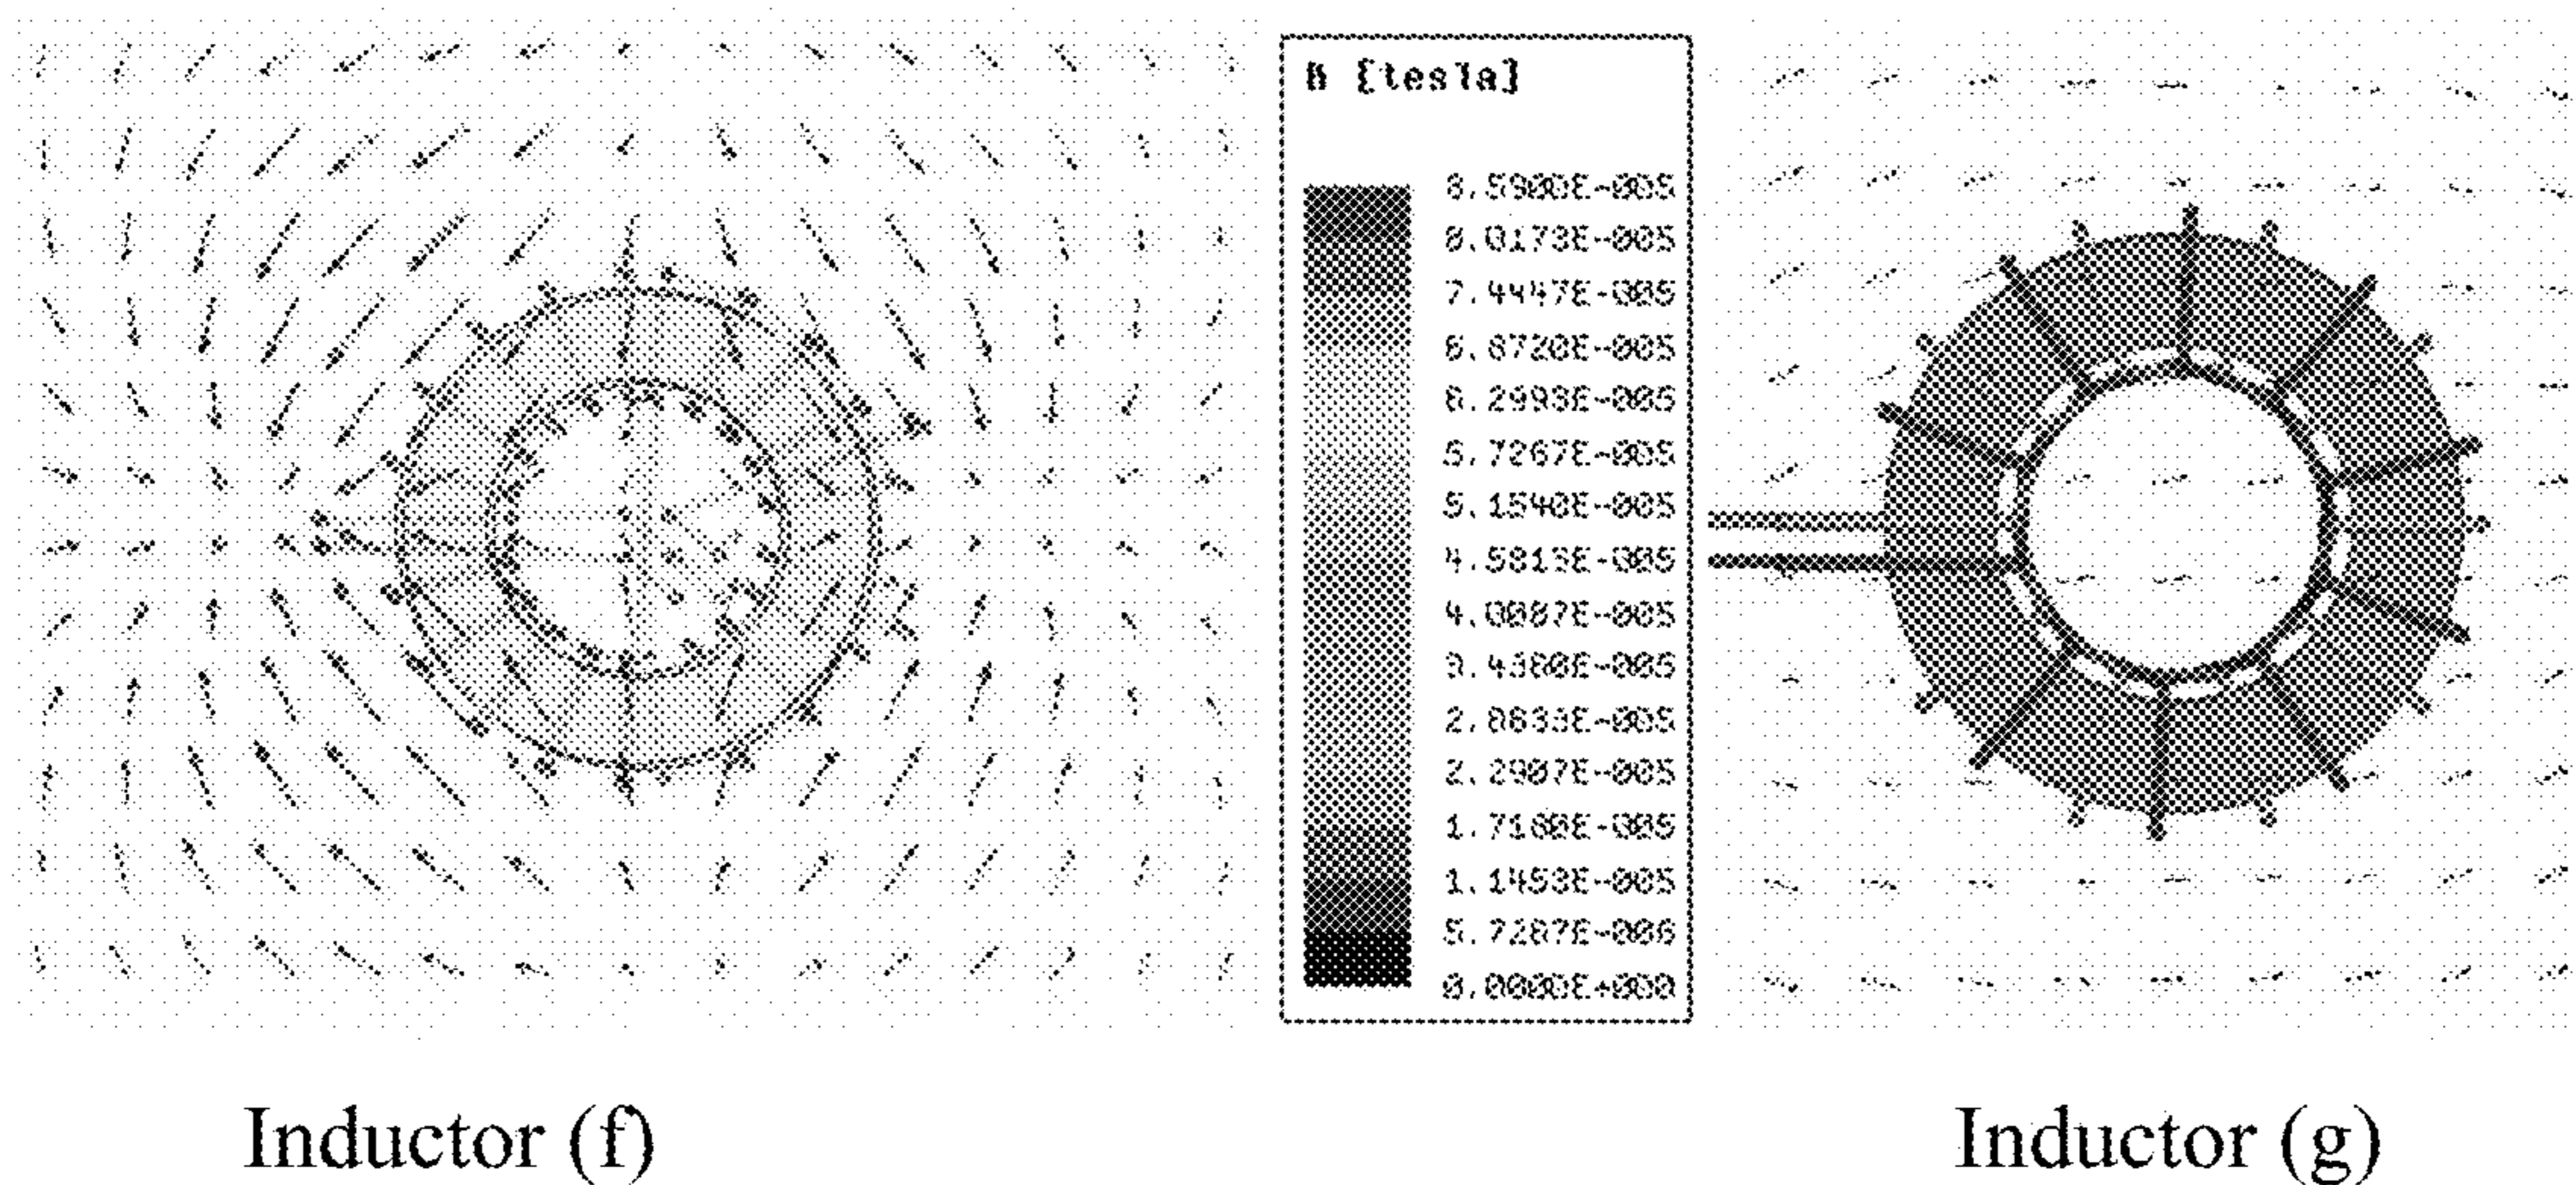 B [tesla]
8.5900E-005
8.0173E-005
7.4447E-005
6.8720E-005
6.2993E-005
5.7267E-005
5.1540E-005
4.5813E-005
4.0087E-005
3.4360E-005
2.8633E-005
2.2907E-005
1.7180E-005
1.1453E-005
5.7267E-006
0.0000E+000
Inductor (f)
Inductor (g)